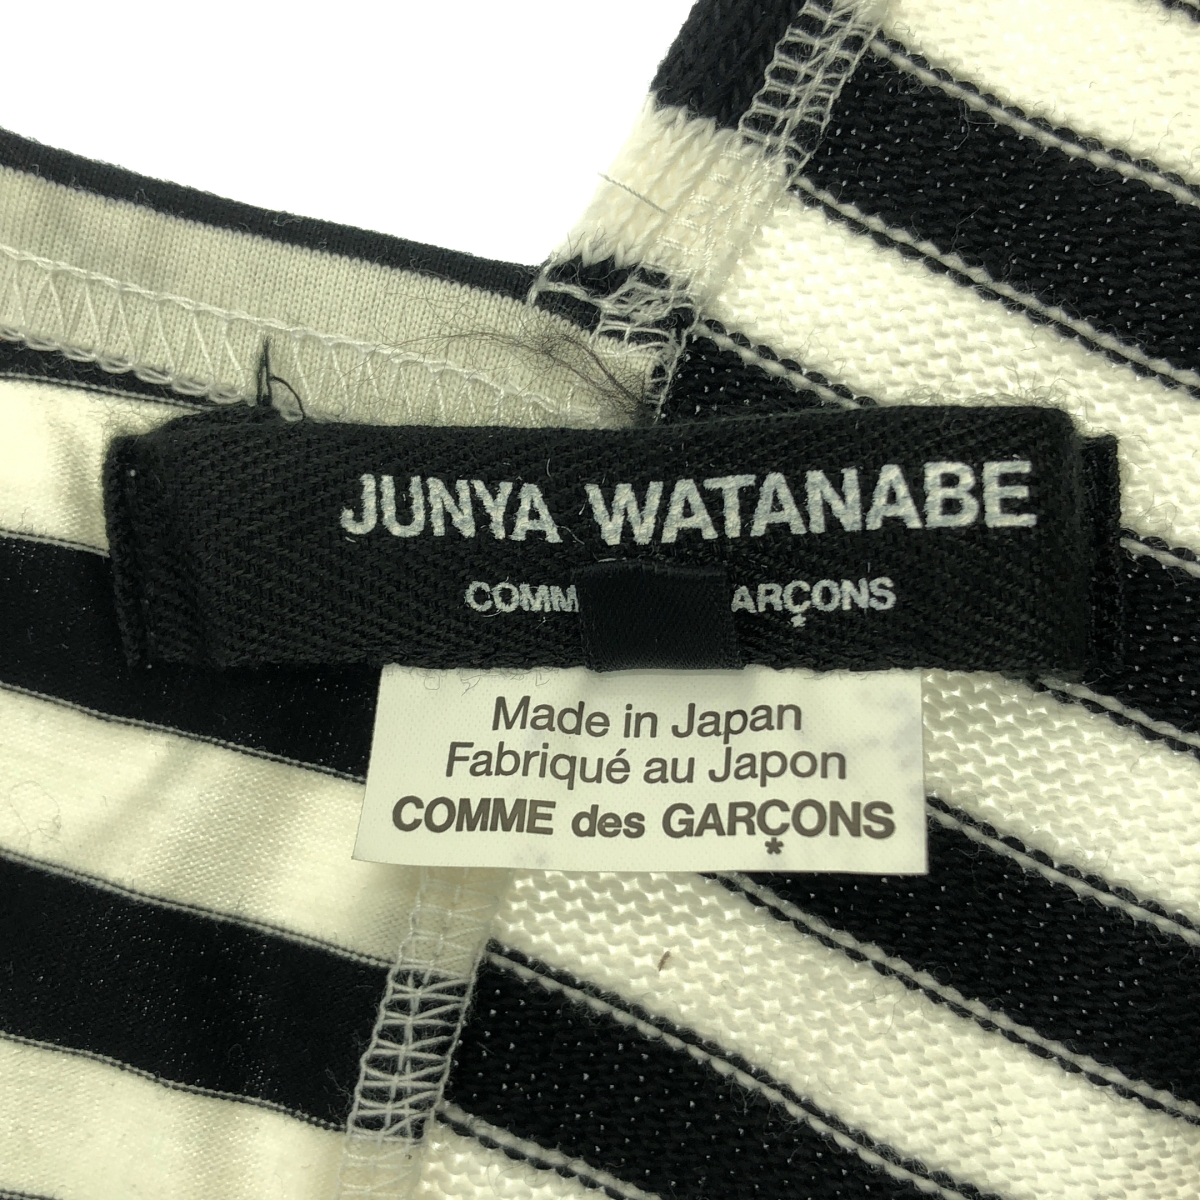 JUNYA WATANABE
COMM ARÇONS
Made in Japan
Fabriqué au Japon
COMME des GARÇONS